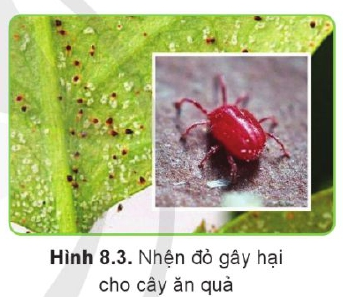 Hình 8.3. Nhện đỏ gây hại
cho cây ăn quả